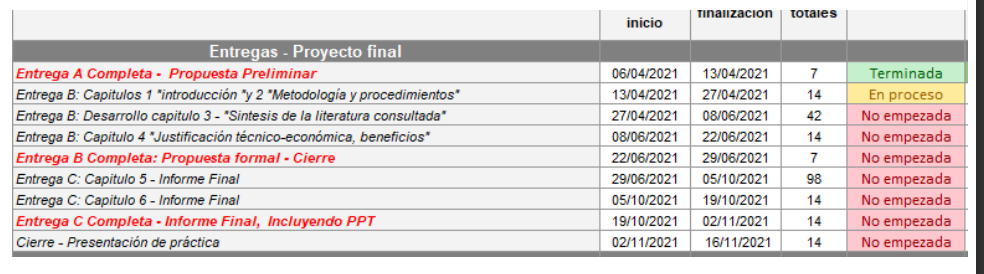 inicio finalización totales
Entregas - Proyecto final
Entrega A Completa - Propuesta Preliminar 06/04/2021 13/04/2021 7 Terminada
Entrega B: Capitulos 1 "introducción "y 2 "Metodología y procedimientos" 13/04/2021 27/04/2021 14 En proceso
Entrega B: Desarrollo capitulo 3 - "Sintesis de la literatura consultada" 27/04/2021 08/06/2021 42 No empezada
Entrega B: Capitulo 4 "Justificación técnico-económica, beneficios" 08/06/2021 22/06/2021 14 No empezada
Entrega B Completa: Propuesta formal - Cierre 22/06/2021 29/06/2021 7 No empezada
Entrega C: Capitulo 5 - Informe Final 29/06/2021 05/10/2021 98 No empezada
Entrega C: Capitulo 6 - Informe Final 05/10/2021 19/10/2021 14 No empezada
Entrega C Completa - Informe Final, Incluyendo PPT 19/10/2021 02/11/2021 14 No empezada
Cierre - Presentación de práctica 02/11/2021 16/11/2021 14 No empezada